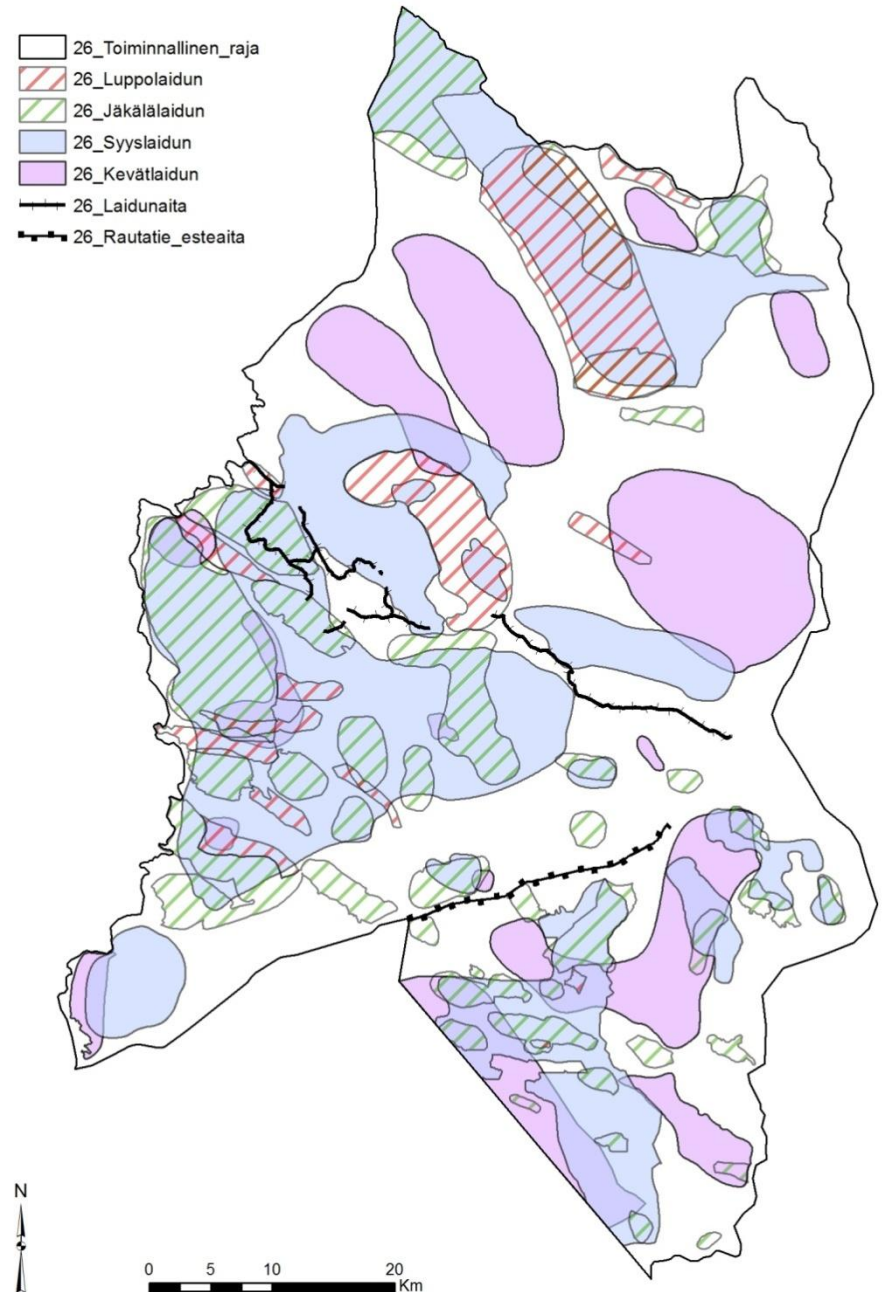 26_Toiminnallinen_raja
26_Luppolaidun
26_Jäkälälaidun
26_Syyslaidun
26_Kevätlaidun
26_Laidunaita
26_Rautatie_esteaita
N
0 5 10 20
Km